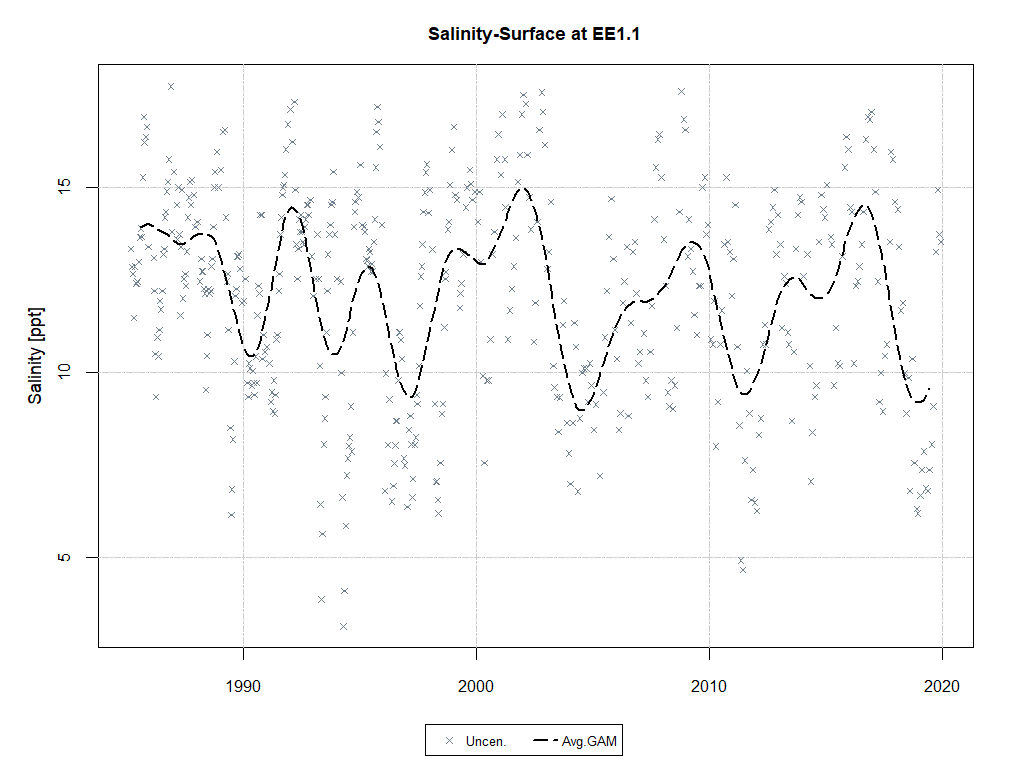 Salinity-Surface at EE1.1
Salinity [ppt]
15
10
5
1990 2000 2010 2020
Uncen. Avg.GAM